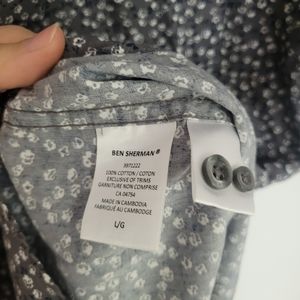 BEN SHERMAN®
3971222
100% COTTON / COTON
EXCLUSIVE OF TRIMS
GARNITURE NON COMPRISE
CA 04754
MADE IN CAMBODIA
FABRIQUÉ AU CAMBODGE
L/G